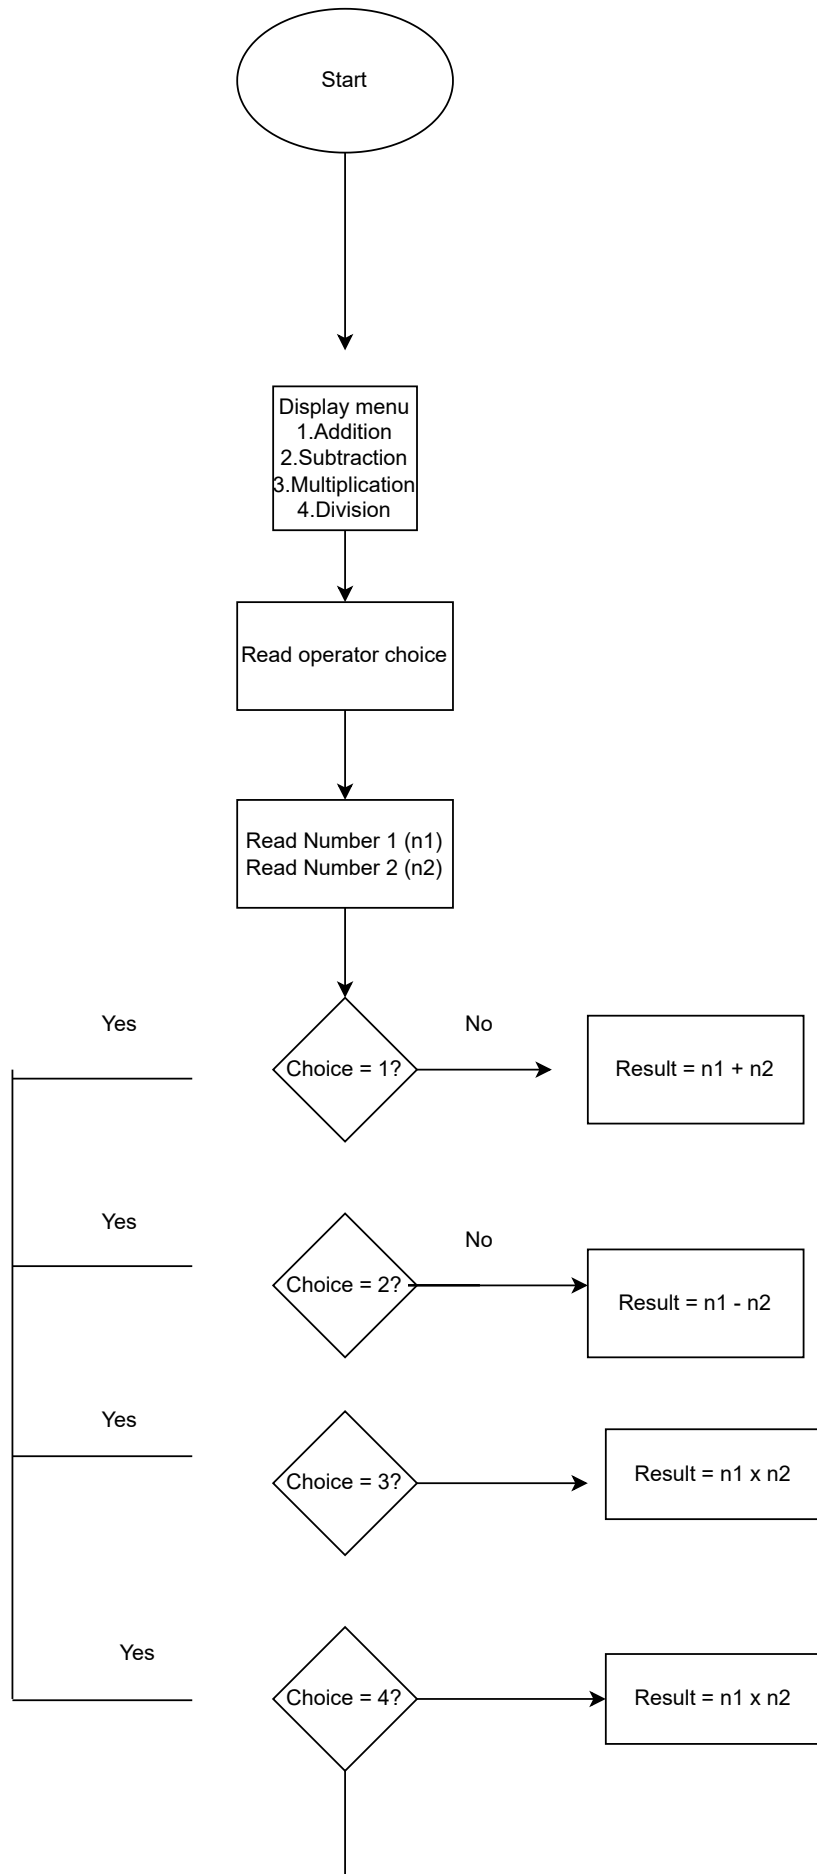 Start
Display menu
1.Addition
2.Subtraction
3.Multiplication
4.Division
Read operator choice
Read Number 1 (n1)
Read Number 2 (n2)
Yes
Choice = 1?
No
Result = n1 + n2
Yes
Choice = 2?
No
Result = n1 - n2
Yes
Choice = 3?
Result = n1 x n2
Yes
Choice = 4?
Result = n1 x n2